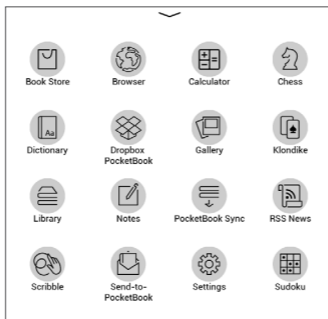 Book Store
Browser
Calculator
Chess
Aa
Dictionary
Dropbox
PocketBook
Gallery
Klondike
Library
Notes
PocketBook Sync
RSS News
Scribble
Send-to-
PocketBook
Settings
Sudoku